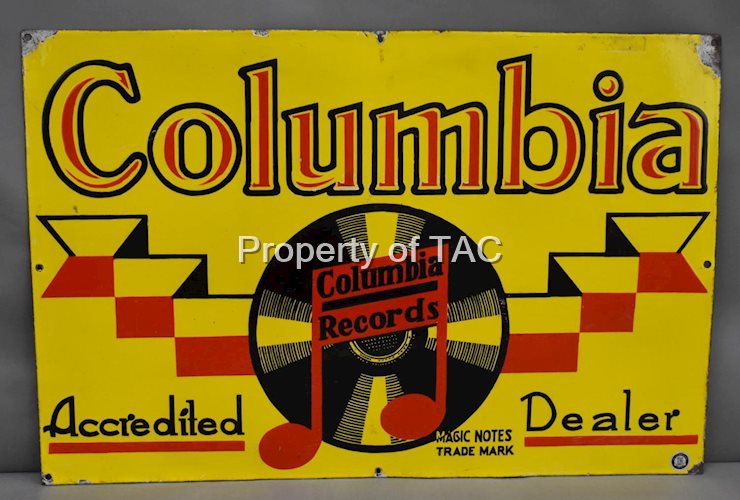 Columbia
Property of TAC
Columbia
Records
Accredited
Dealer
MAGIC NOTES
TRADE MARK